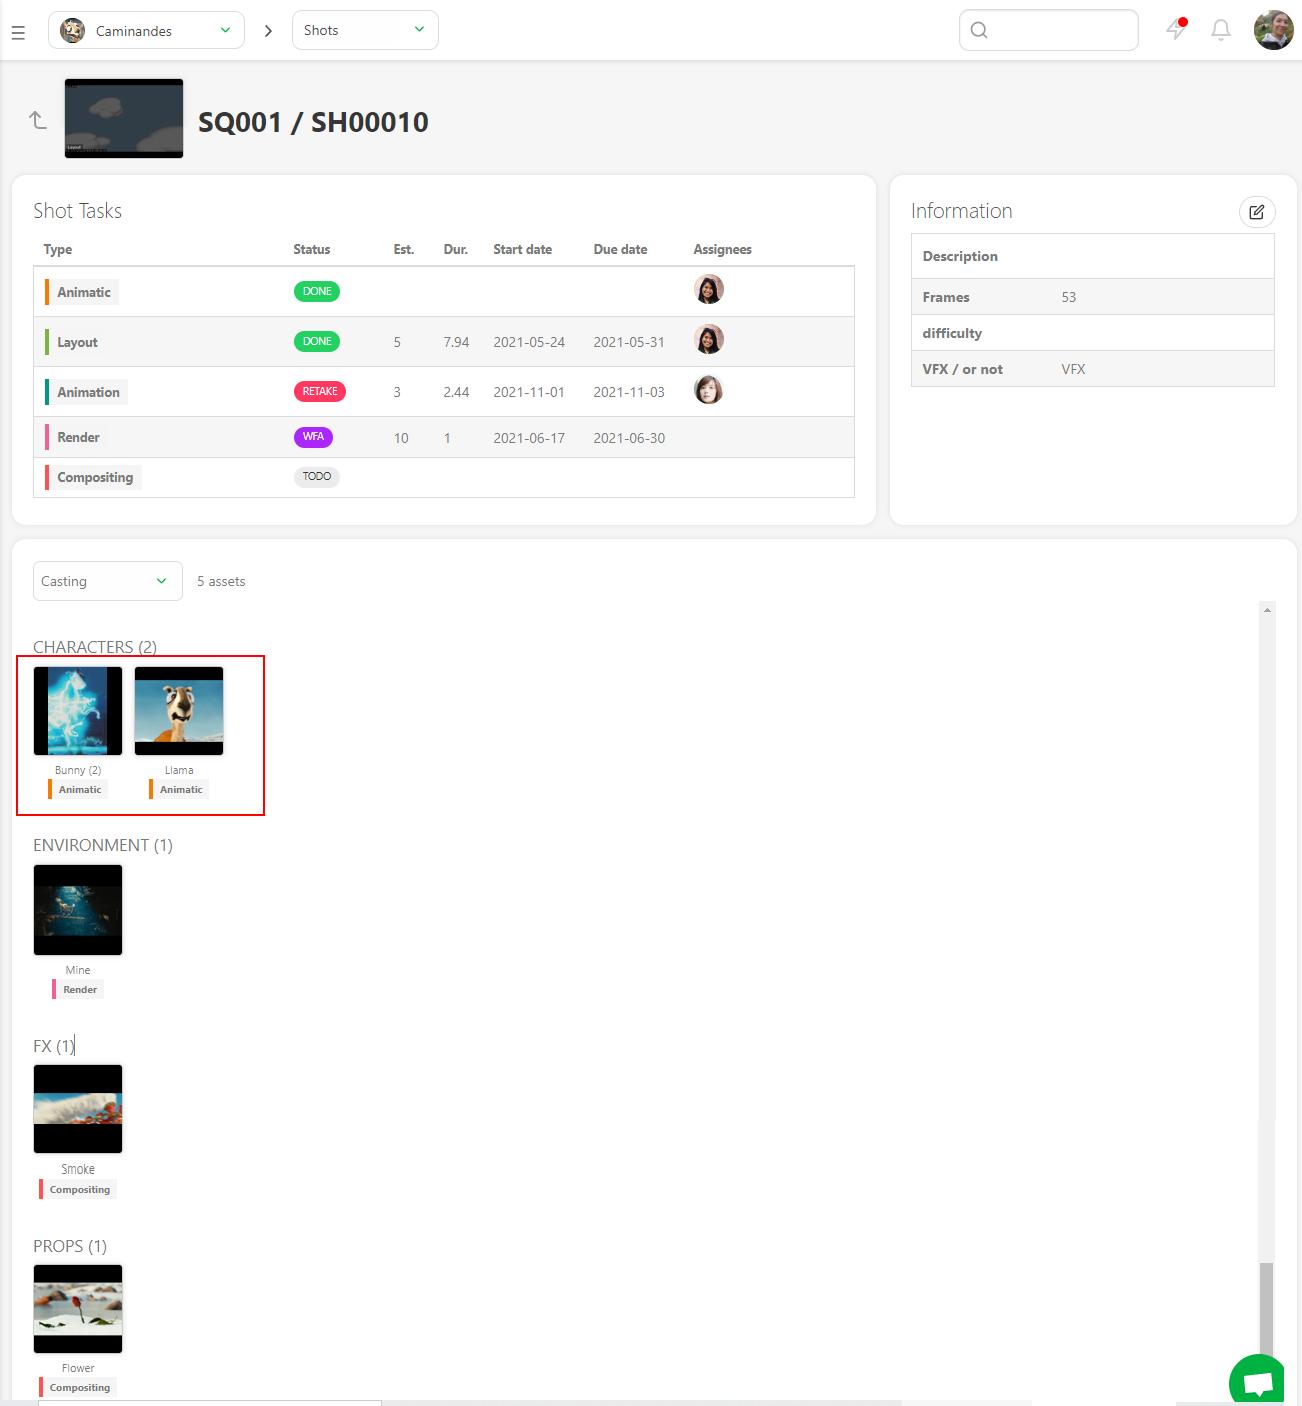 Caminandes
Shots
SQ001 / SH00010
Shot Tasks
Type Status Est. Dur. Start date Due date Assignees
Animatic DONE
Layout DONE 5 7.94 2021-05-24 2021-05-31
Animation RETAKE 3 2.44 2021-11-01 2021-11-03
Render WFA 10 1 2021-06-17 2021-06-30
Compositing TODO
Information
Description
Frames 53
difficulty
VFX / or not VFX
Casting 5 assets
CHARACTERS (2)
Bunny (2) Llama
Animatic Animatic
ENVIRONMENT (1)
Mine
Render
FX (1)
Smoke
Compositing
PROPS (1)
Flower
Compositing